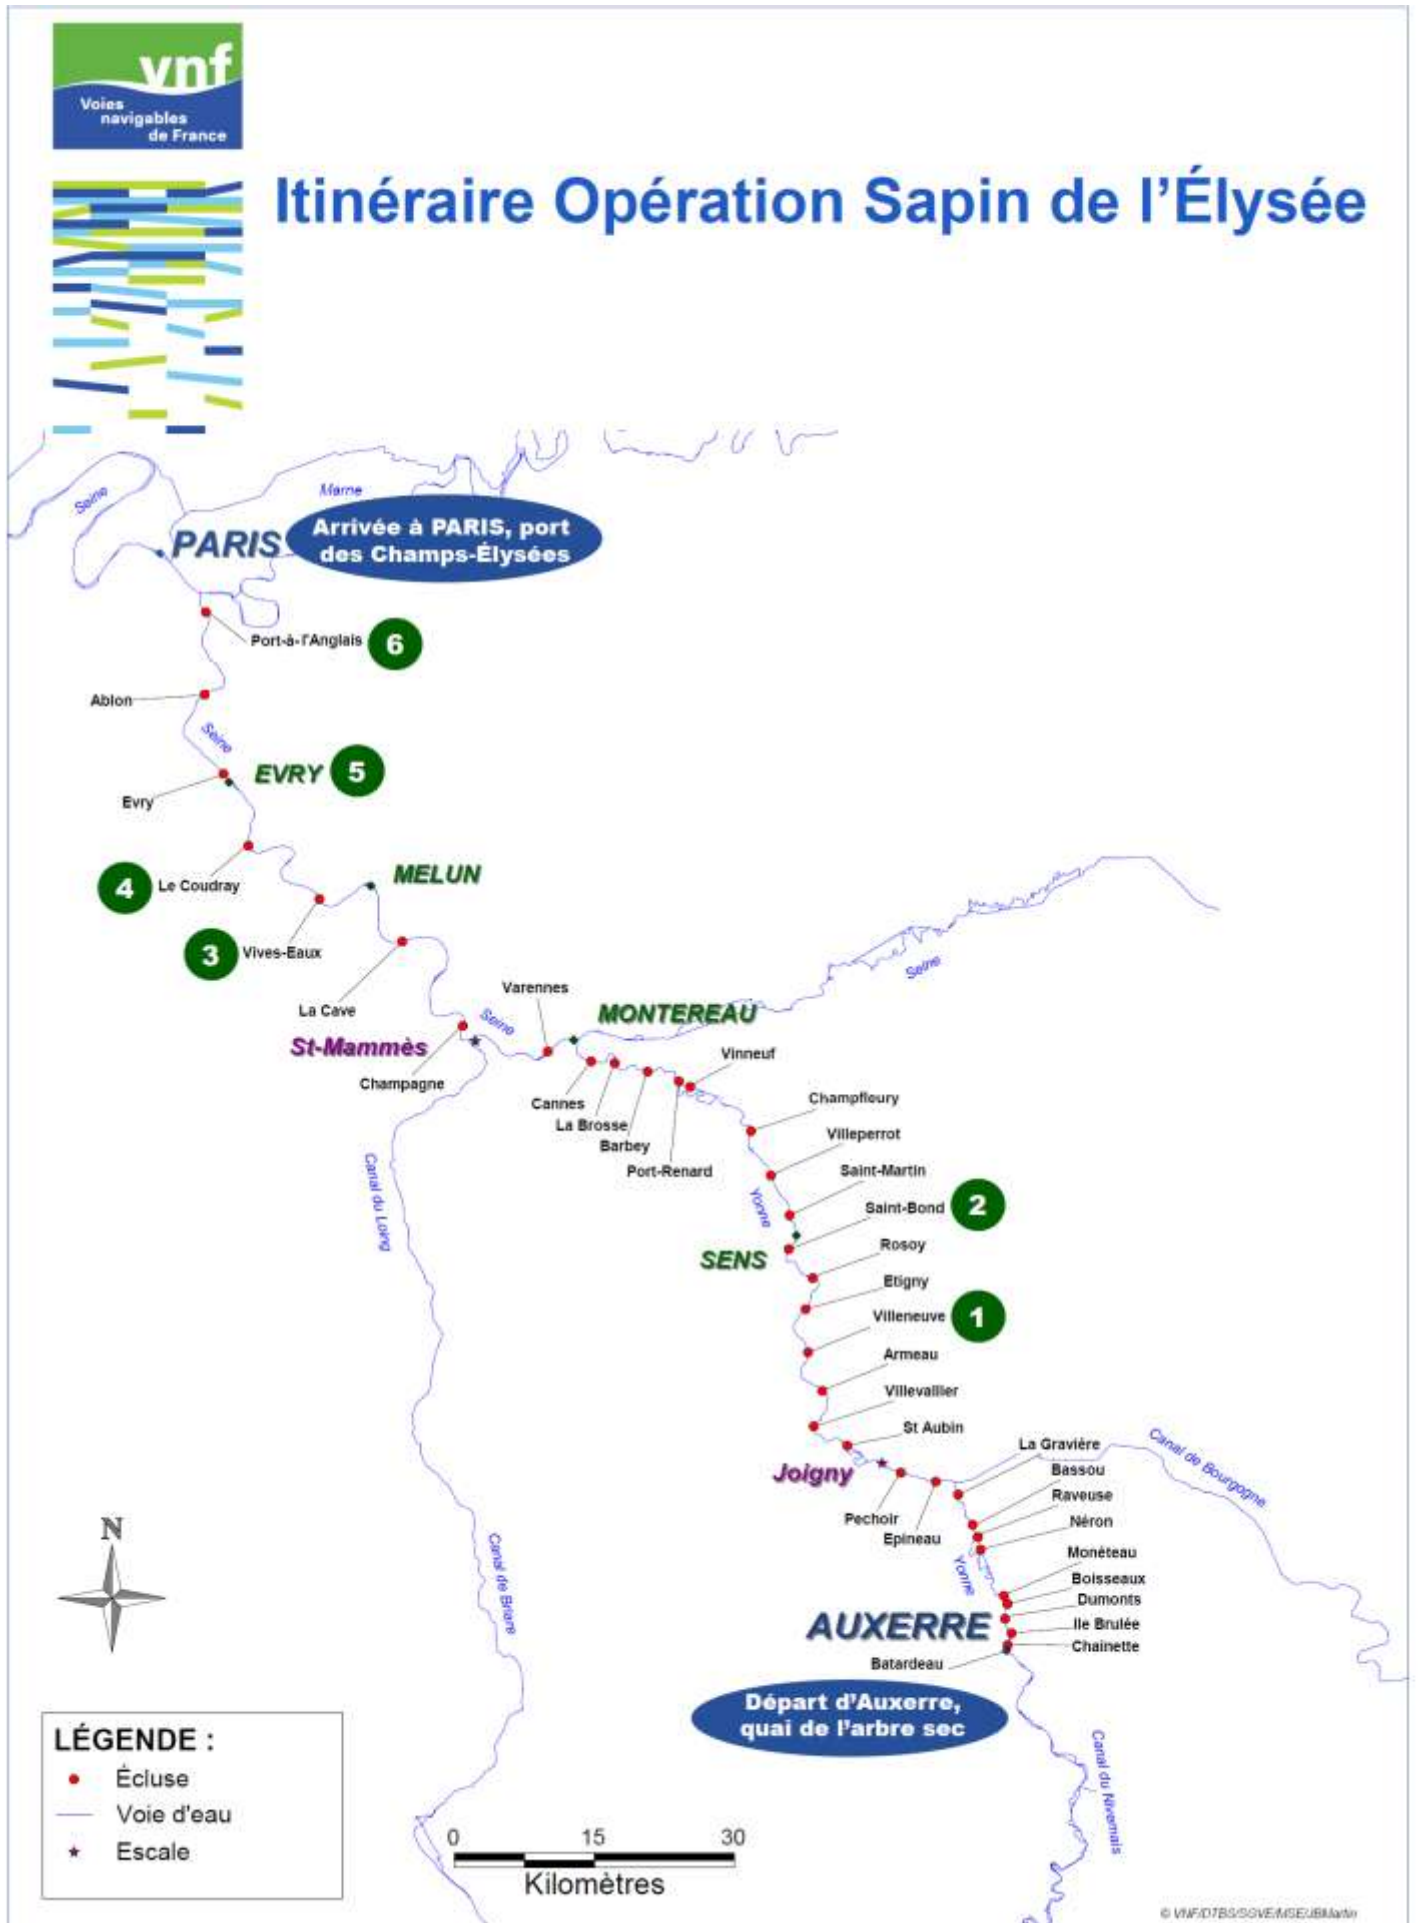 vnf
Voies
navigables
de France
Itinéraire Opération Sapin de l'Élysée
Seine
Marne
PARIS
Arrivée à PARIS, port
des Champs-Élysées
Port-à-l'Anglais
6
Ablon
Seine
EVRY
5
Evry
4
Le Coudray
MELUN
3
Vives-Eaux
La Cave
Seine
Varennes
Seine
MONTEREAU
St-Mammès
Champagne
Vinneuf
Cannes
La Brosse
Barbey
Port-Renard
Champfleury
Villeperrot
Saint-Martin
Saint-Bond
2
Yonne
Canal du Loing
SENS
Rosoy
Etigny
Villeneuve
1
Armeau
Villevallier
St Aubin
La Gravière
Canal de Bourgogne
Joigny
Bassou
Raveuse
Pechoir
Epineau
Néron
N
Canal de Briare
Yonne
Monéteau
Boisseaux
Dumonts
AUXERRE
Ile Brulée
Chainette
Batardeau
Départ d'Auxerre,
quai de l'arbre sec
Canal du Nivernais
LÉGENDE :
Écluse
Voie d'eau
Escale
0 15 30
Kilomètres
© VNF/DTBS/SGVE/MSE/JBMartin